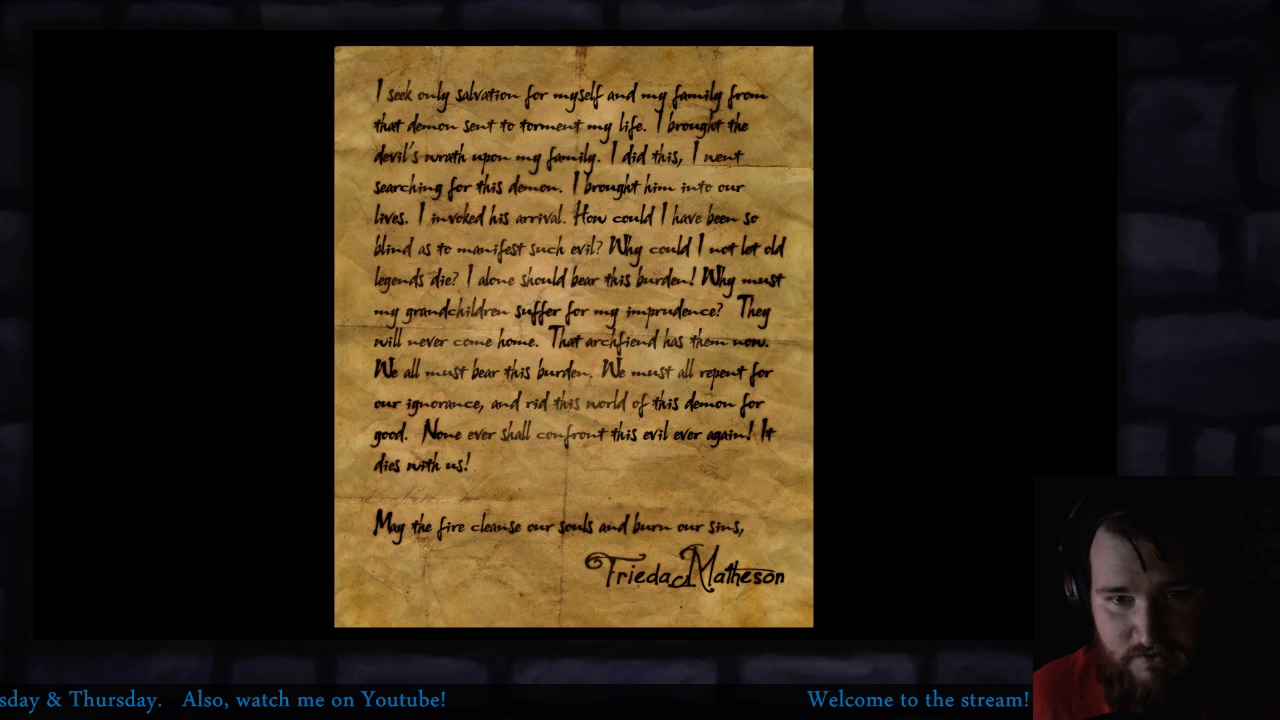 I seek only salvation for myself and my family from
that demon sent to torment my life. I brought the
devil's wrath upon my family. I did this, I went
searching for this demon. I brought him into our
lives. I invoked his arrival. How could I have been so
blind as to manifest such evil? Why could I not let old
legends die? I alone should bear this burden! Why must
my grandchildren suffer for my imprudence? They
will never come home. That archfiend has them now.
We all must bear this burden. We must all repent for
our ignorance, and rid this world of this demon for
good. None ever shall confront this evil ever again! It
dies with us!
May the fire cleanse our souls and burn our sins,
Frieda Matheson
sday & Thursday. Also, watch me on Youtube!
Welcome to the stream!